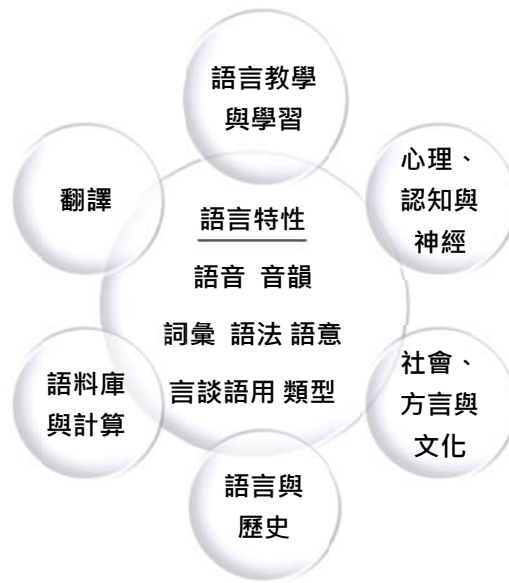 語言教學
與學習
心理、
認知與
神經
翻譯
語言特性
語音 音韻
詞彙 語法 語意
言談語用 類型
社會、
方言與
文化
語料庫
與計算
語言與
歷史